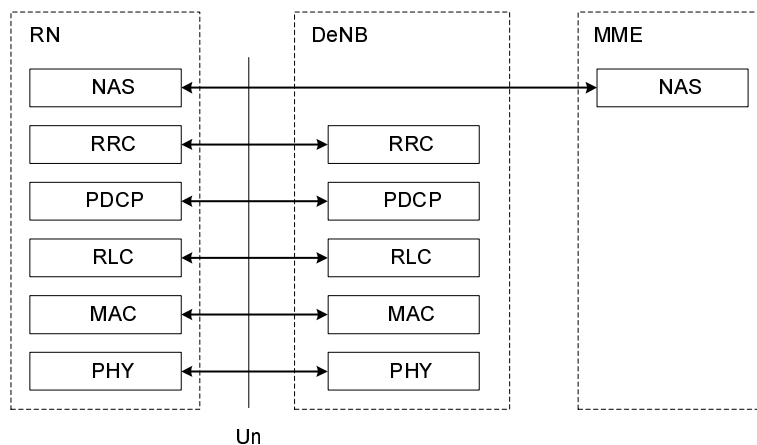 RN
DeNB
MME
NAS
NAS
RRC
RRC
PDCP
PDCP
RLC
RLC
MAC
MAC
PHY
PHY
Un